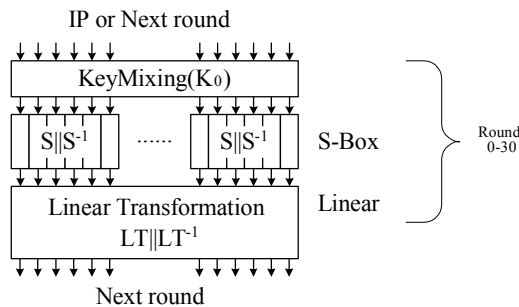 IP or Next round
KeyMixing(K0)
S||S-1 ...... S||S-1 S-Box
Round
0-30
Linear Transformation
LT||LT-1
Linear
Next round